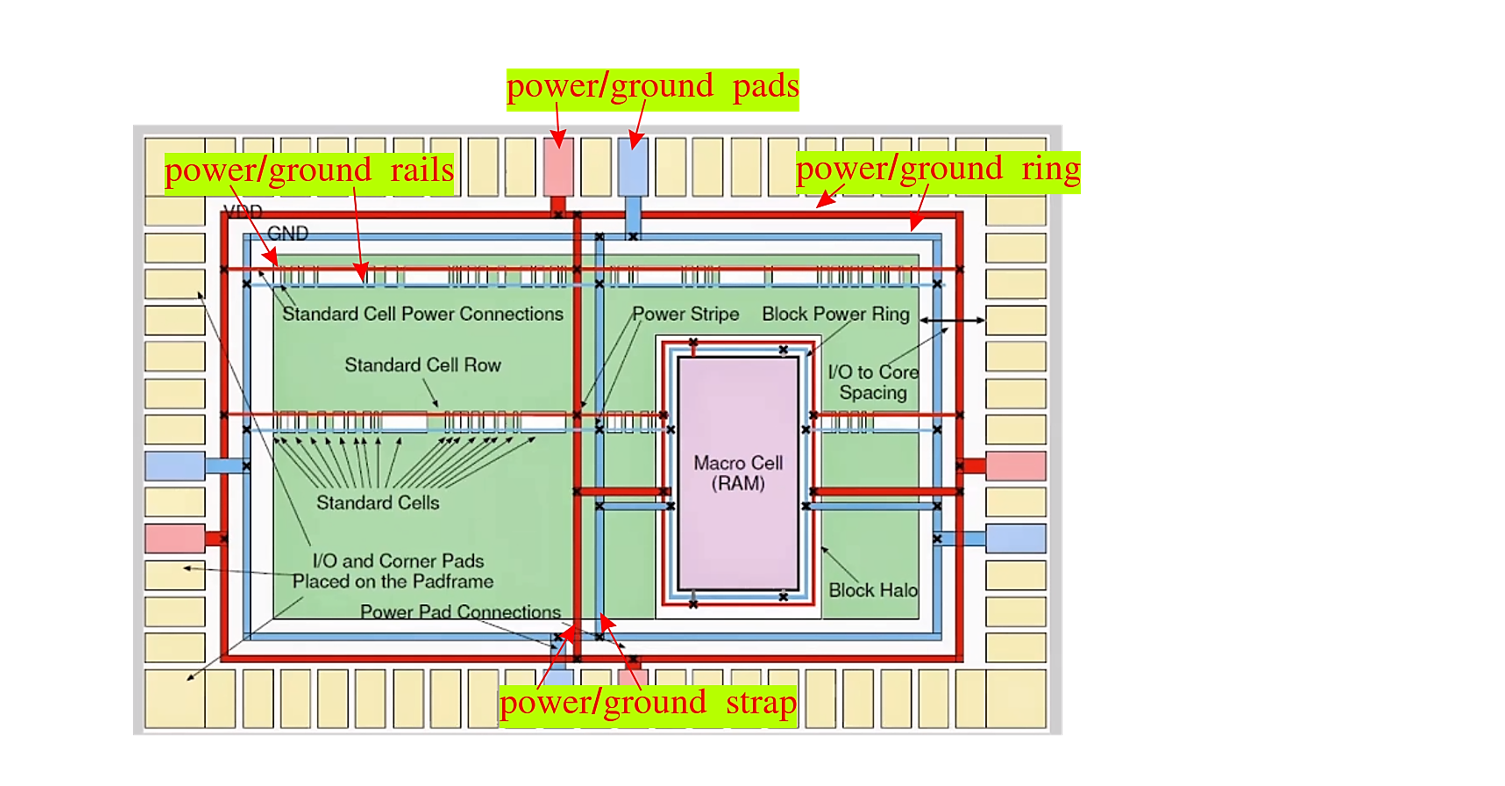 power/ground pads
power/ground rails
power/ground ring
VDD
GND
Standard Cell Power Connections
Power Stripe
Block Power Ring
Standard Cell Row
I/O to Core
Spacing
Macro Cell
(RAM)
Standard Cells
I/O and Corner Pads
Placed on the Padframe
Block Halo
Power Pad Connections
power/ground strap